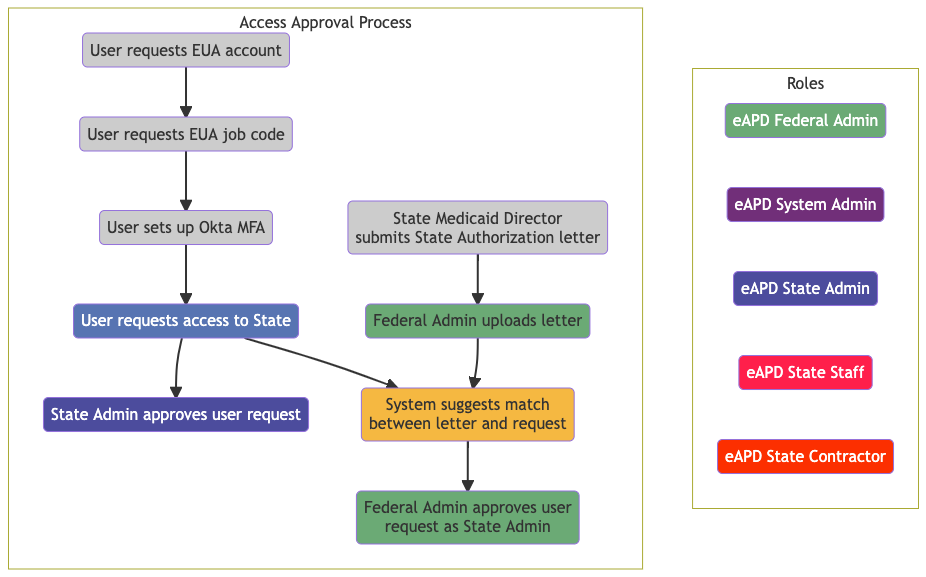 Access Approval Process
User requests EUA account
User requests EUA job code
User sets up Okta MFA
State Medicaid Director
submits State Authorization letter
User requests access to State
Federal Admin uploads letter
State Admin approves user request
System suggests match
between letter and request
Federal Admin approves user
request as State Admin
Roles
eAPD Federal Admin
eAPD System Admin
eAPD State Admin
eAPD State Staff
eAPD State Contractor